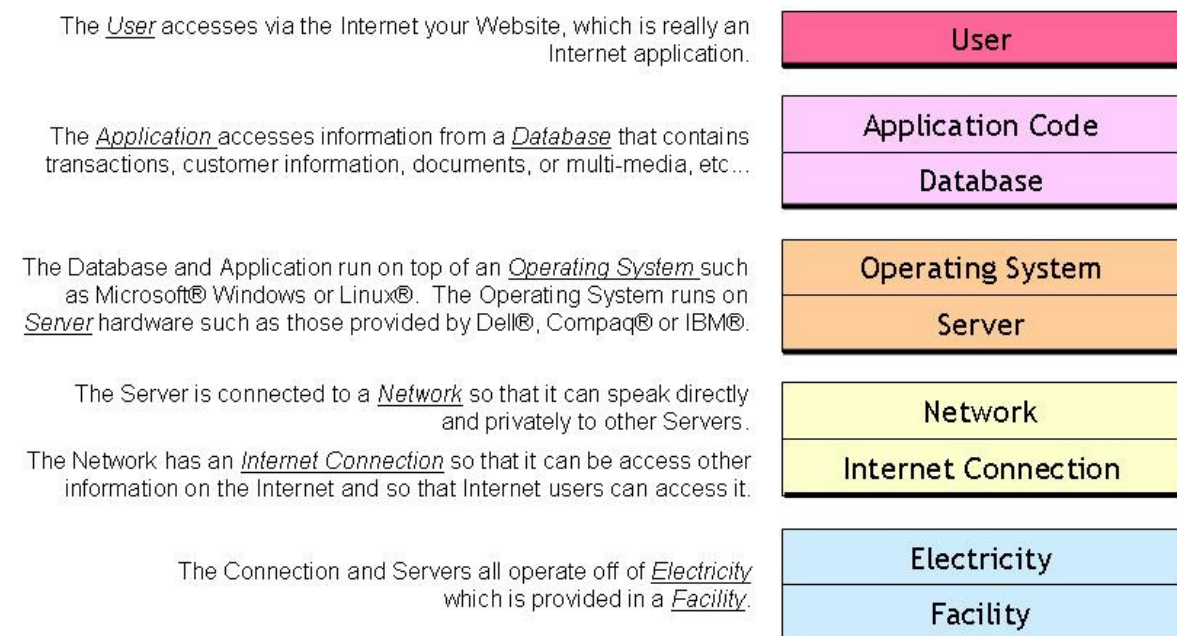 The User accesses via the Internet your Website, which is really an
Internet application.
User
The Application accesses information from a Database that contains
transactions, customer information, documents, or multi-media, etc...
Application Code
Database
The Database and Application run on top of an Operating System such
as Microsoft® Windows or Linux®. The Operating System runs on
Server hardware such as those provided by Dell®, Compaq® or IBM®.
Operating System
Server
The Server is connected to a Network so that it can speak directly
and privately to other Servers.
Network
The Network has an Internet Connection so that it can be access other
information on the Internet and so that Internet users can access it.
Internet Connection
The Connection and Servers all operate off of Electricity
which is provided in a Facility.
Electricity
Facility